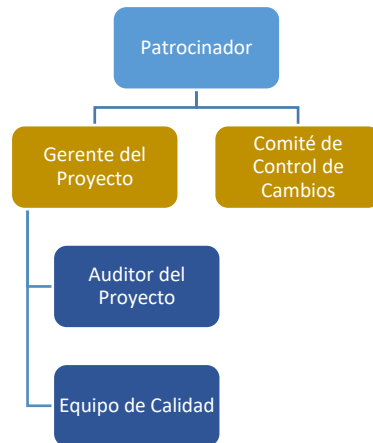 Patrocinador
Gerente del
Proyecto
Comité de
Control de
Cambios
Auditor del
Proyecto
Equipo de Calidad